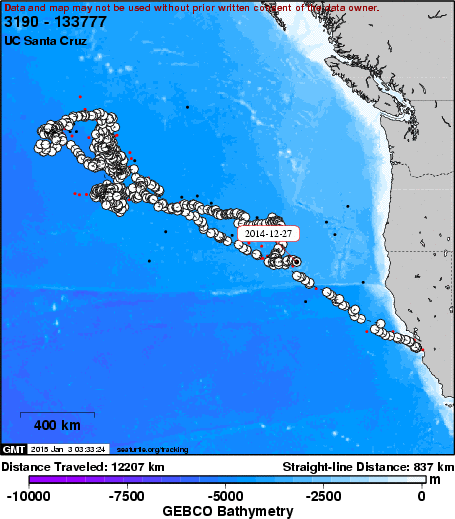 Data and map may not be used without prior written consent of the data owner.
3190 - 133777
UC Santa Cruz
2014-12-27
400 km
GMT 2015 Jan 3 03:33:24 seaturtle.org/tracking
Distance Traveled: 12207 km Straight-line Distance: 837 km
m
-10000 -7500 -5000 -2500 0
GEBCO Bathymetry